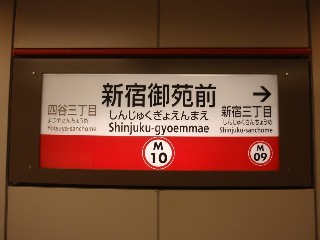 新宿御苑前
しんじゅくぎょえんまえ
Shinjuku-gyoemmae
四谷三丁目
よつやさんちょうめ
Yotsuya-sanchome
→
新宿三丁目
しんじゅくさんちょうめ
Shinjuku-sanchome
M
10
M
09